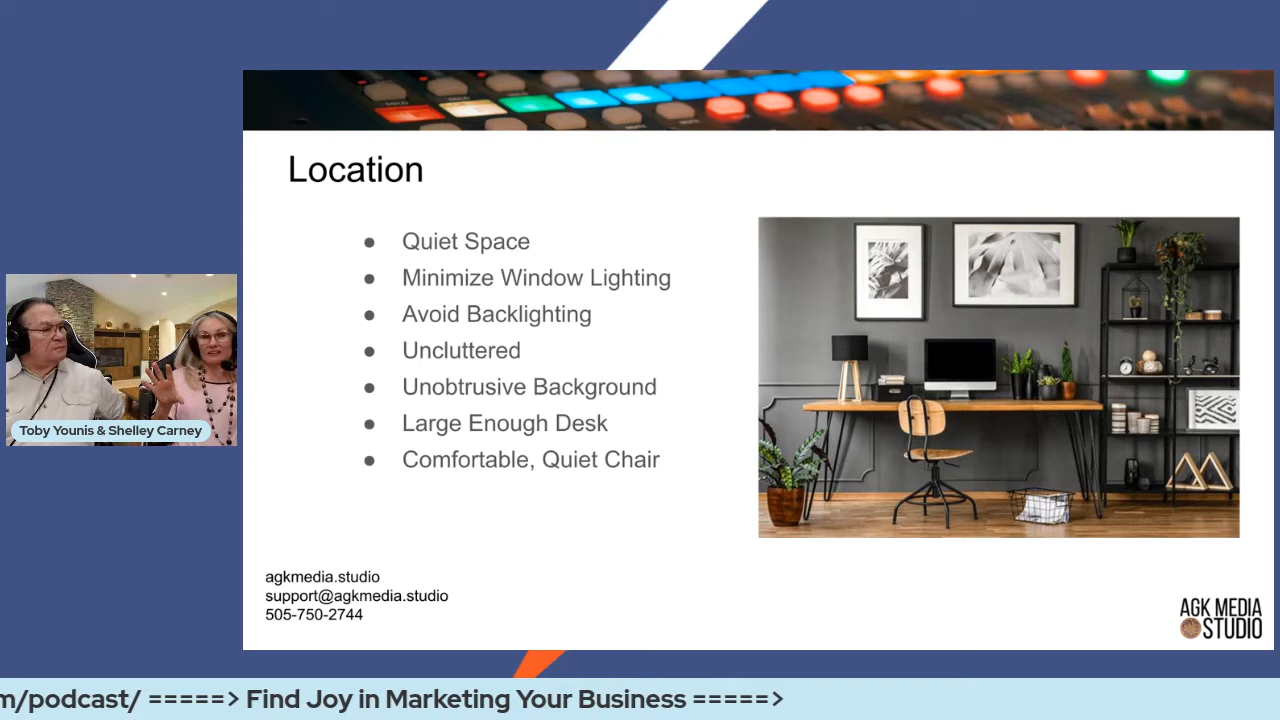 Location
● Quiet Space
● Minimize Window Lighting
● Avoid Backlighting
● Uncluttered
● Unobtrusive Background
● Large Enough Desk
● Comfortable, Quiet Chair
Toby Younis & Shelley Carney
agkmedia.studio
support@agkmedia.studio
505-750-2744
AGK MEDIA
STUDIO
m/podcast/ =====> Find Joy in Marketing Your Business =====>